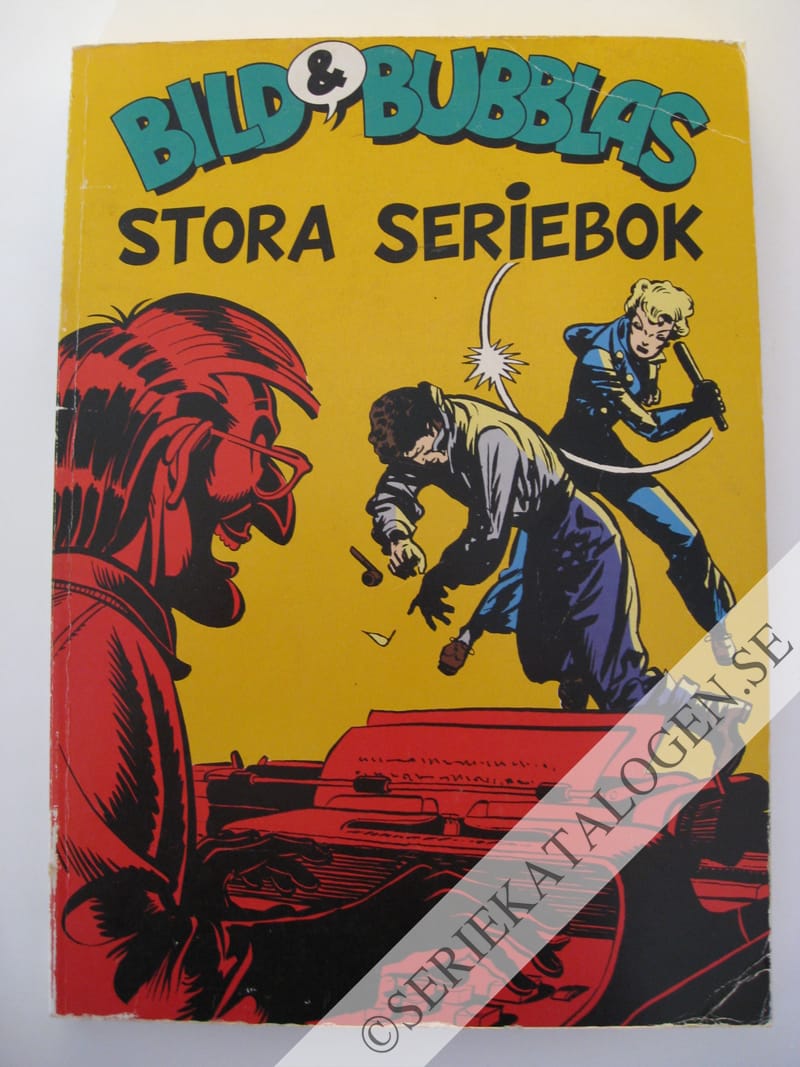 BILD & BUBBLAS
STORA SERIEBOK
©SERIEKATALOGEN.SE